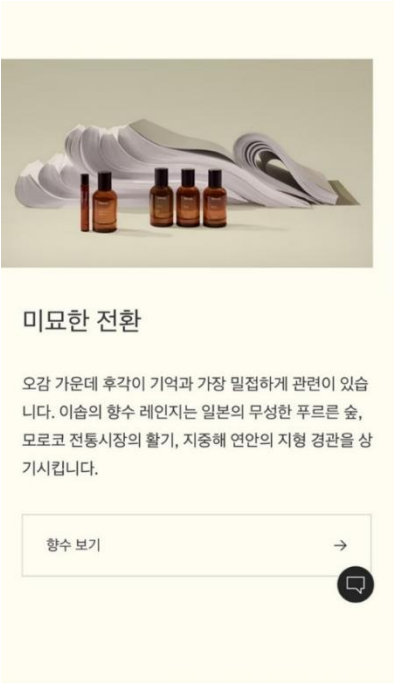 미묘한 전환
오감 가운데 후각이 기억과 가장 밀접하게 관련이 있습
니다. 이솝의 향수 레인지는 일본의 무성한 푸르른 숲,
모로코 전통시장의 활기, 지중해 연안의 지형 경관을 상
기시킵니다.
향수 보기 →